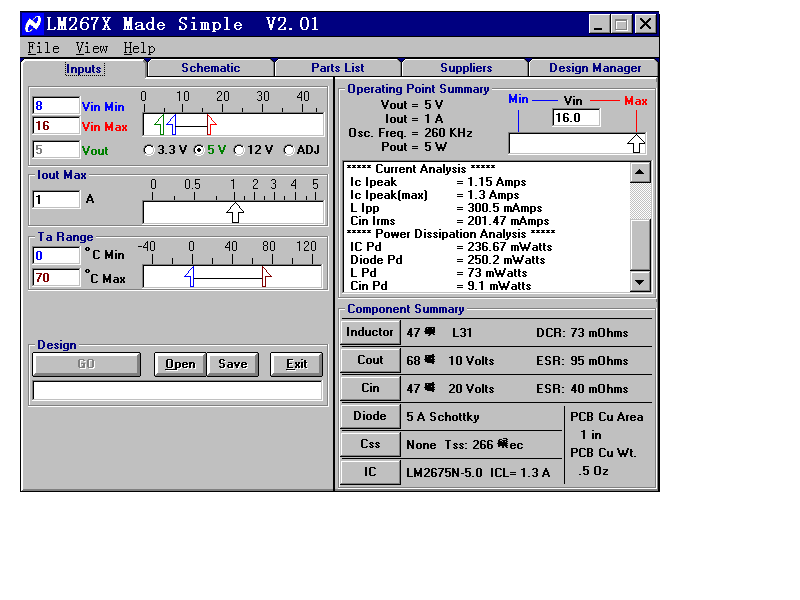 LM267X Made Simple V2.01
File View Help
Inputs Schematic Parts List Suppliers Design Manager
8 Vin Min
16 Vin Max
5 Vout
0 10 20 30 40
3.3 V 5 V 12 V ADJ
Iout Max
1 A
0 0.5 1 2 3 4 5
Ta Range
0 °C Min
70 °C Max
-40 0 40 80 120
Design
GO Open Save Exit
Operating Point Summary
Vout = 5 V
Iout = 1 A
Osc. Freq. = 260 KHz
Pout = 5 W
Min Vin Max
16.0
***** Current Analysis *****
Ic Ipeak = 1.15 Amps
Ic Ipeak(max) = 1.3 Amps
L Ipp = 300.5 mAmps
Cin Irms = 201.47 mAmps
***** Power Dissipation Analysis *****
IC Pd = 236.67 mWatts
Diode Pd = 250.2 mWatts
L Pd = 73 mWatts
Cin Pd = 9.1 mWatts
Component Summary
Inductor 47 L31 DCR: 73 mOhms
Cout 68 10 Volts ESR: 95 mOhms
Cin 47 20 Volts ESR: 40 mOhms
Diode 5 A Schottky
Css None Tss: 266 ec
IC LM2675N-5.0 ICL= 1.3 A
PCB Cu Area
1 in
PCB Cu Wt.
.5 Oz